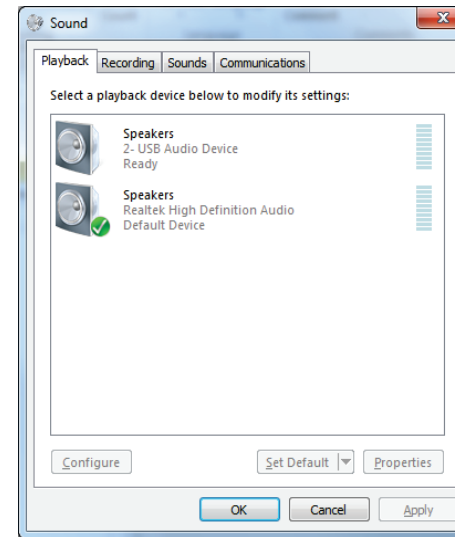 Sound
Playback Recording Sounds Communications
Select a playback device below to modify its settings:
Speakers
2- USB Audio Device
Ready
Speakers
Realtek High Definition Audio
Default Device
Configure Set Default Properties
OK Cancel Apply